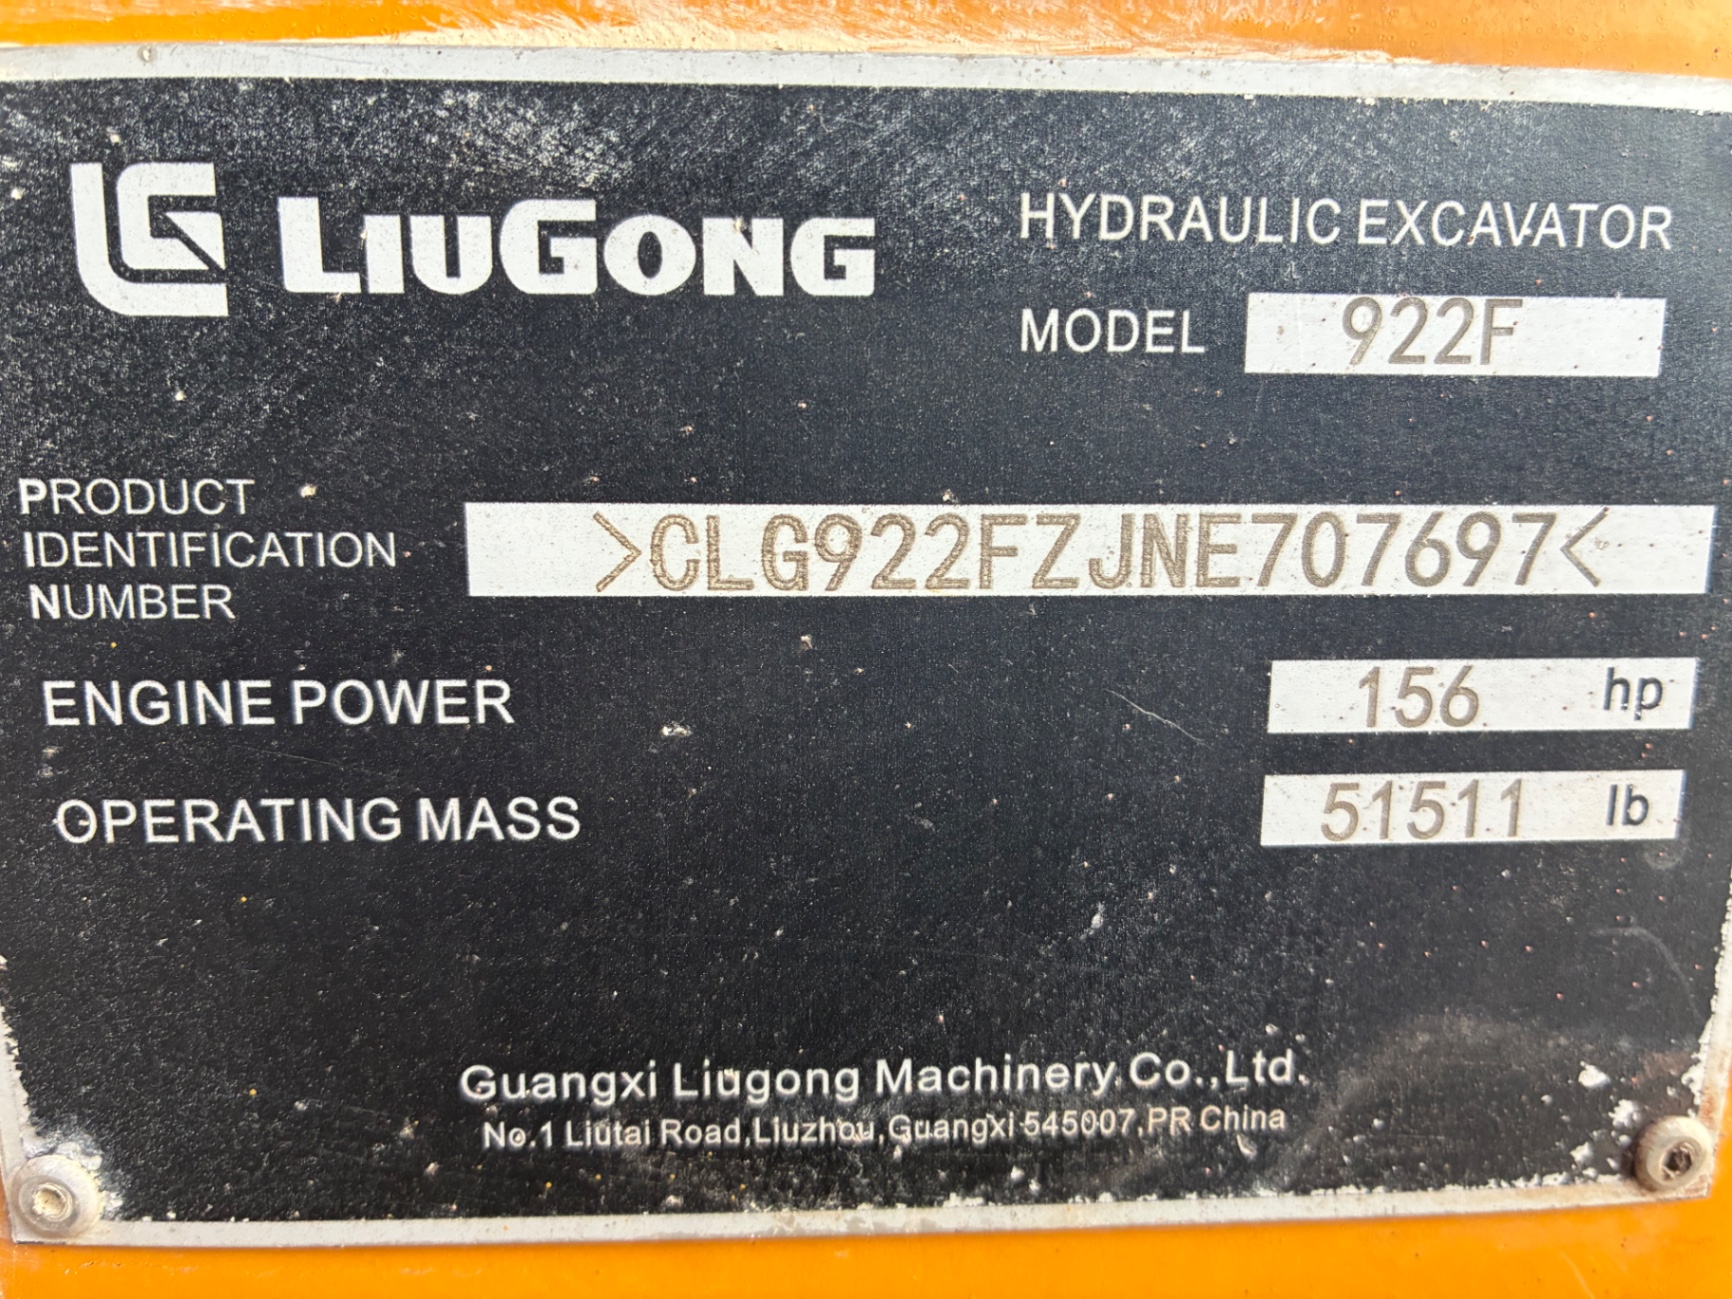 LG LIUGONG
HYDRAULIC EXCAVATOR
MODEL 922F
PRODUCT
IDENTIFICATION
NUMBER
>CLG922FZJNE707697<
ENGINE POWER 156 hp
OPERATING MASS 51511 lb
Guangxi Liugong Machinery Co.,Ltd.
No.1 Liutai Road,Liuzhou,Guangxi 545007,PR China